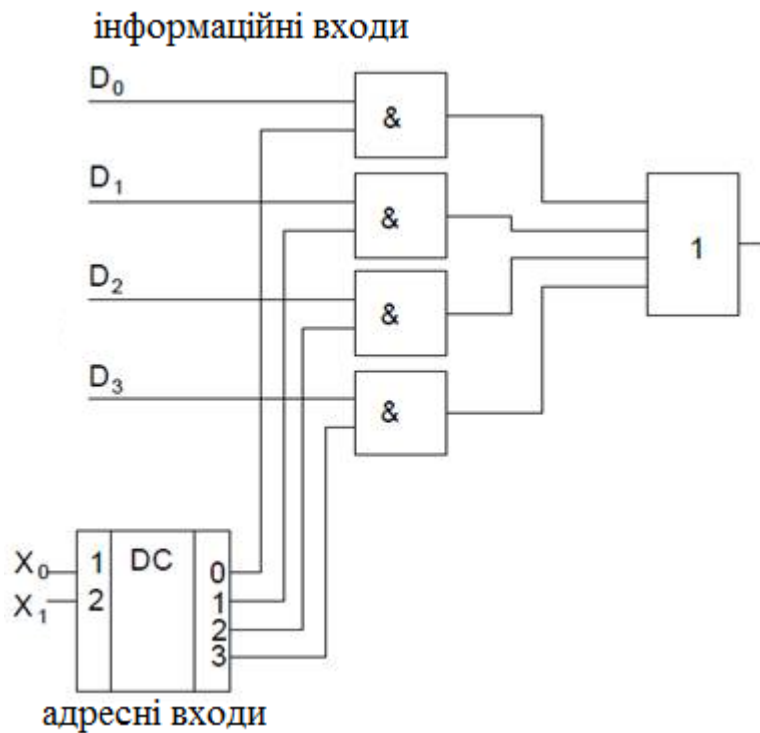 інформаційні входи
D0
&
D1
&
1
D2
&
D3
&
X0 1 DC 0
X1 2 1
2
3
адресні входи